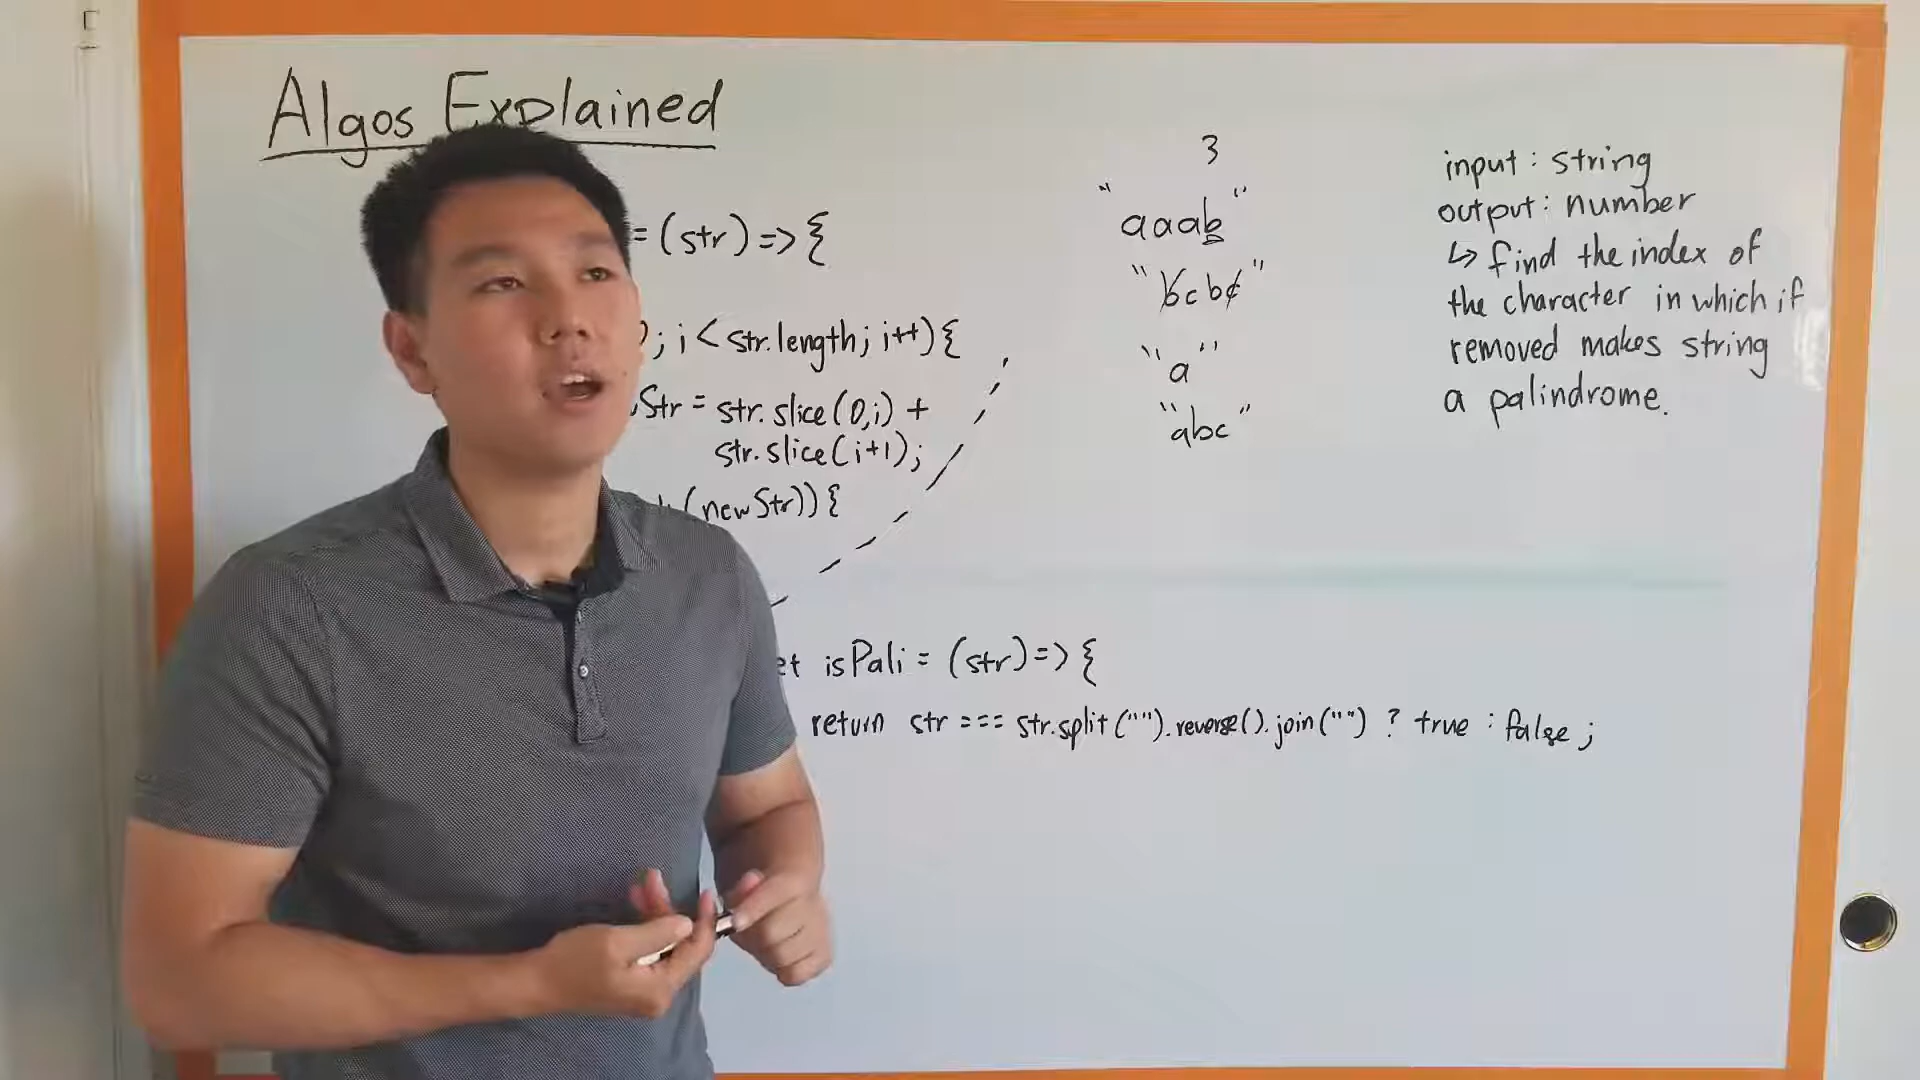 Algos Explained
= (str) => {
; i < str.length; i++) {
Str = str.slice(0,i) +
str.slice(i+1);
(newStr)) {
3
"aaab"
"bcbc"
"a"
"abc"
input: string
output: number
↳ find the index of
the character in which if
removed makes string
a palindrome.
et isPali = (str) => {
return str === str.split("").reverse().join("") ? true : false;